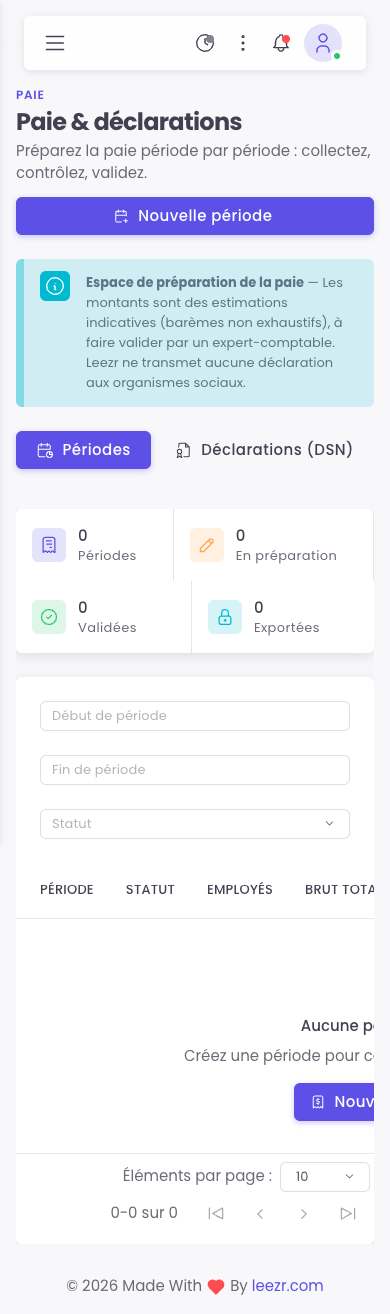 PAIE
Paie & déclarations
Préparez la paie période par période : collectez,
contrôlez, validez.
Nouvelle période
Espace de préparation de la paie — Les
montants sont des estimations
indicatives (barèmes non exhaustifs), à
faire valider par un expert-comptable.
Leezr ne transmet aucune déclaration
aux organismes sociaux.
Périodes
Déclarations (DSN)
0
Périodes
0
En préparation
0
Validées
0
Exportées
Début de période
Fin de période
Statut
PÉRIODE STATUT EMPLOYÉS BRUT TOTA
Aucune p
Créez une période pour c
Nouv
Éléments par page : 10
0-0 sur 0
© 2026 Made With By leezr.com